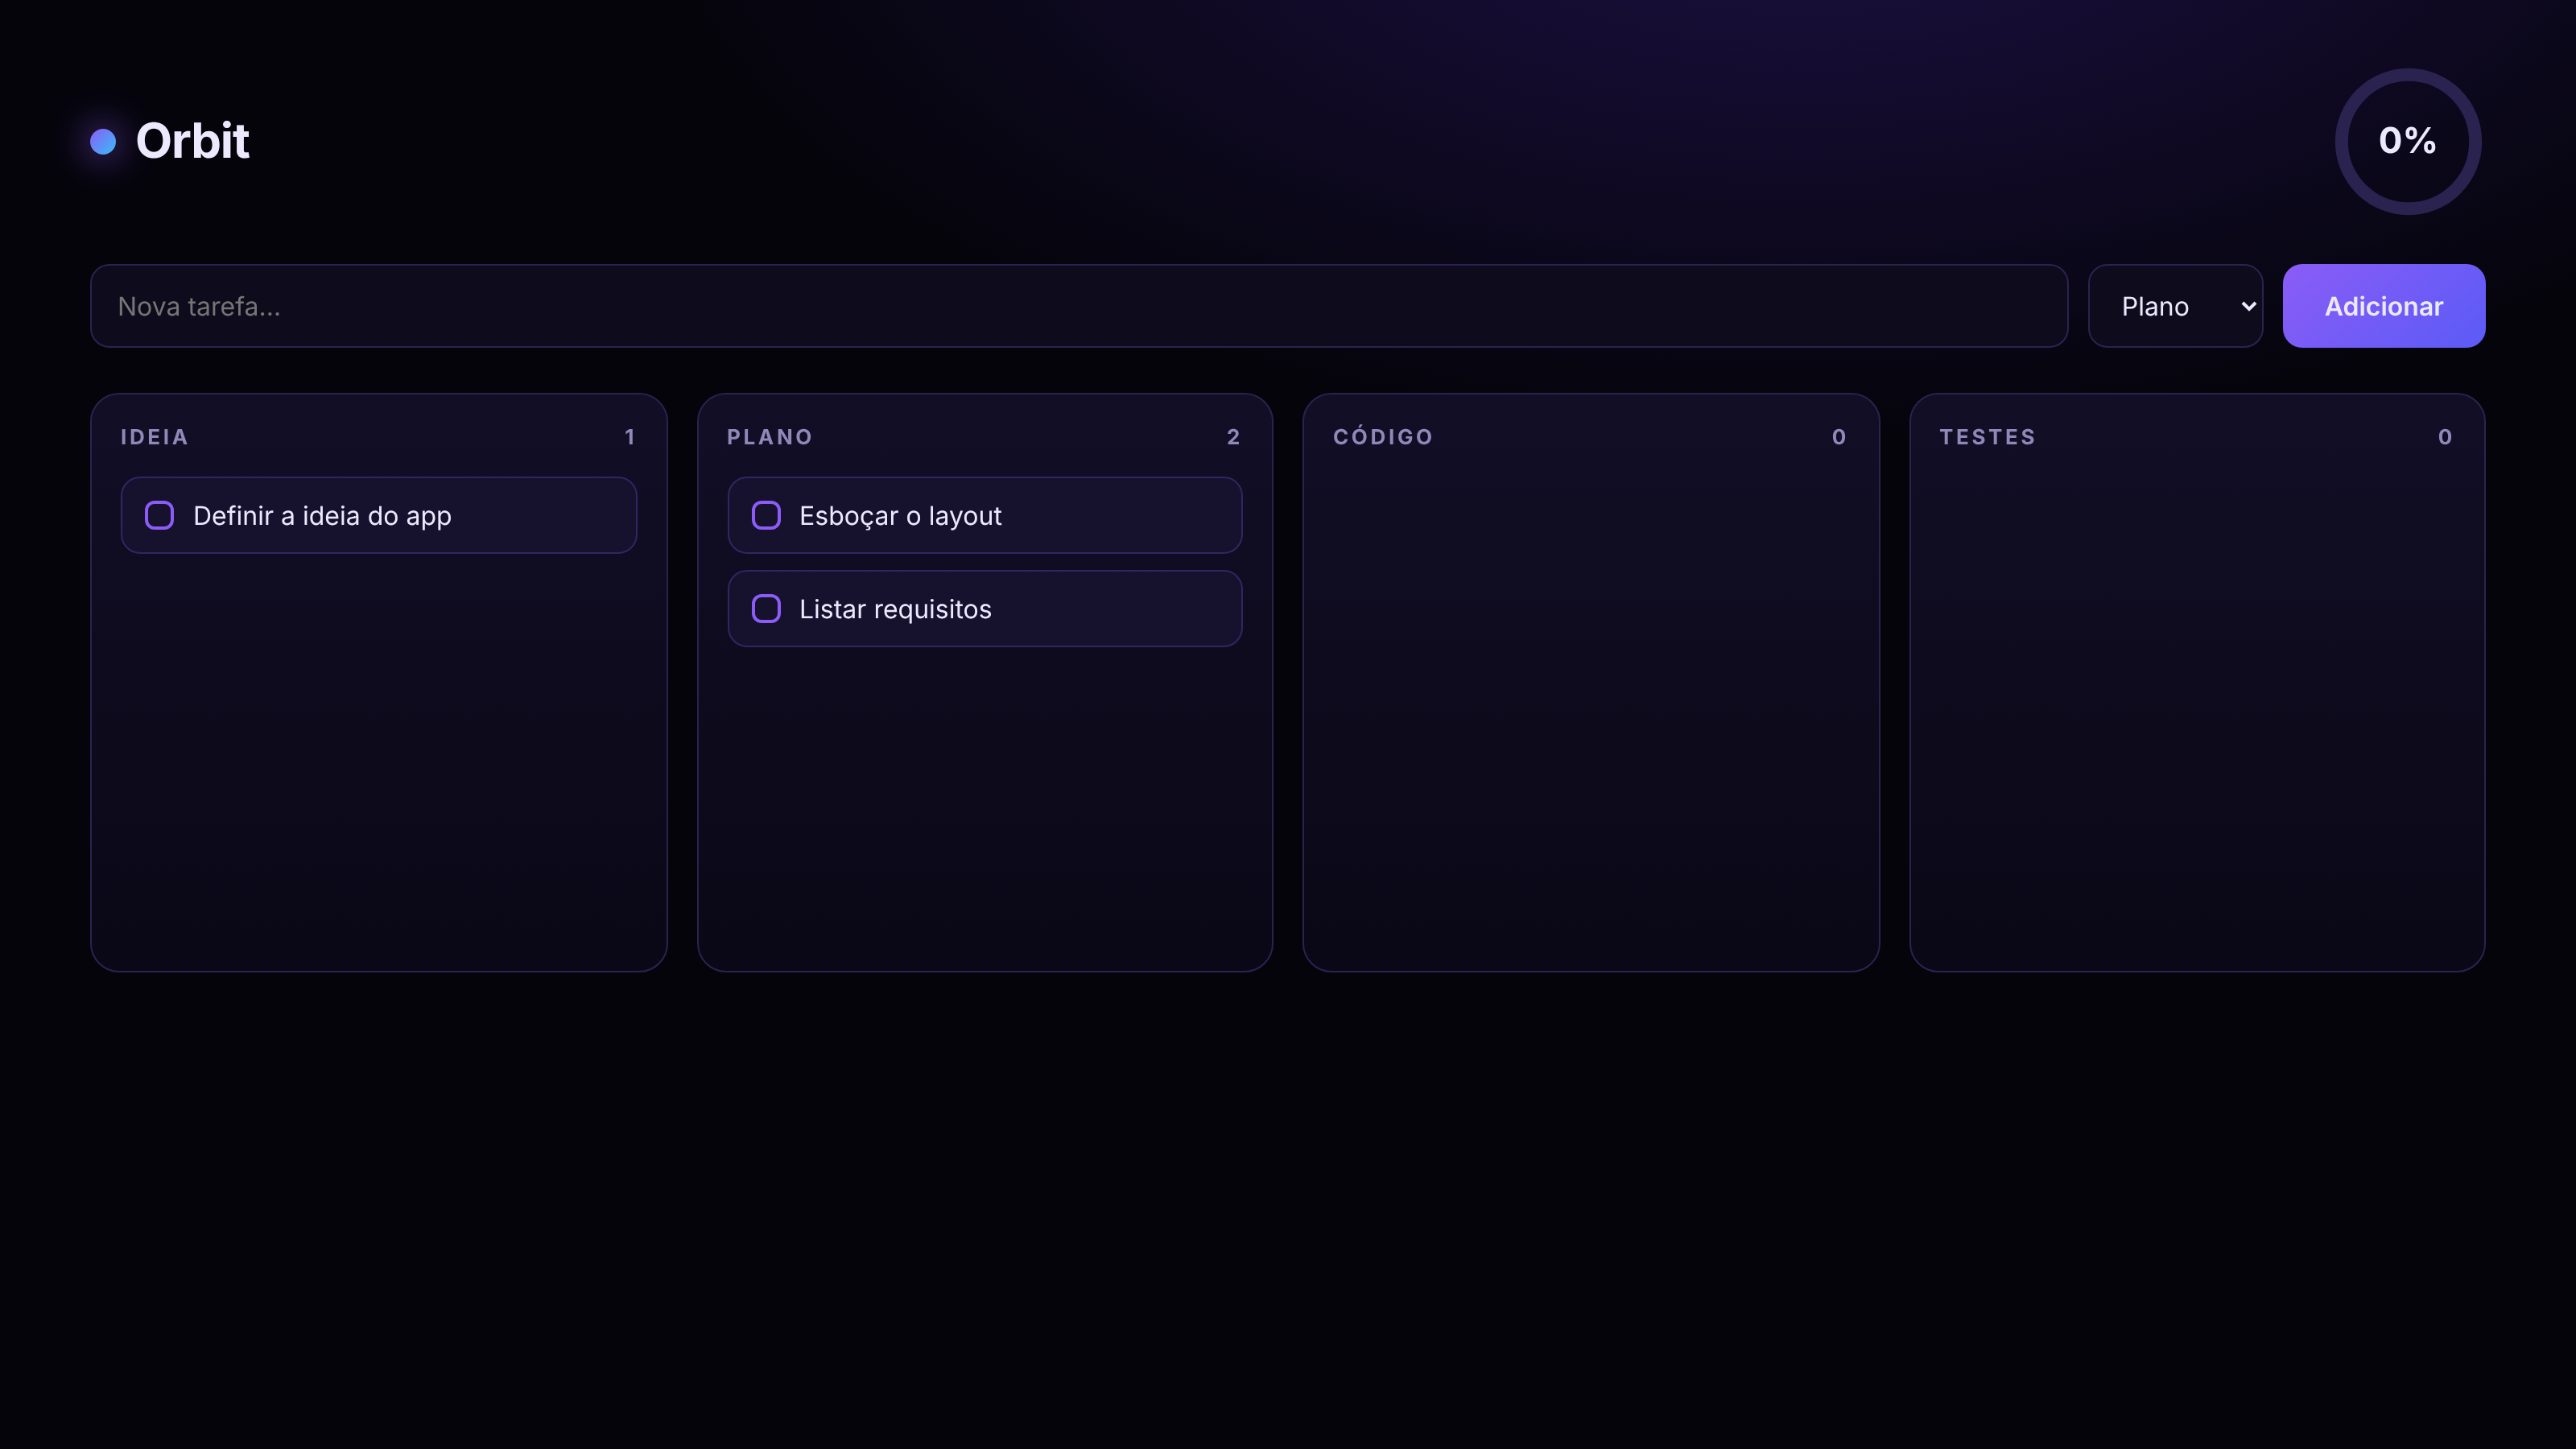 Orbit
0%
Nova tarefa...
Plano
Adicionar
IDEIA 1
Definir a ideia do app
PLANO 2
Esboçar o layout
Listar requisitos
CÓDIGO 0
TESTES 0